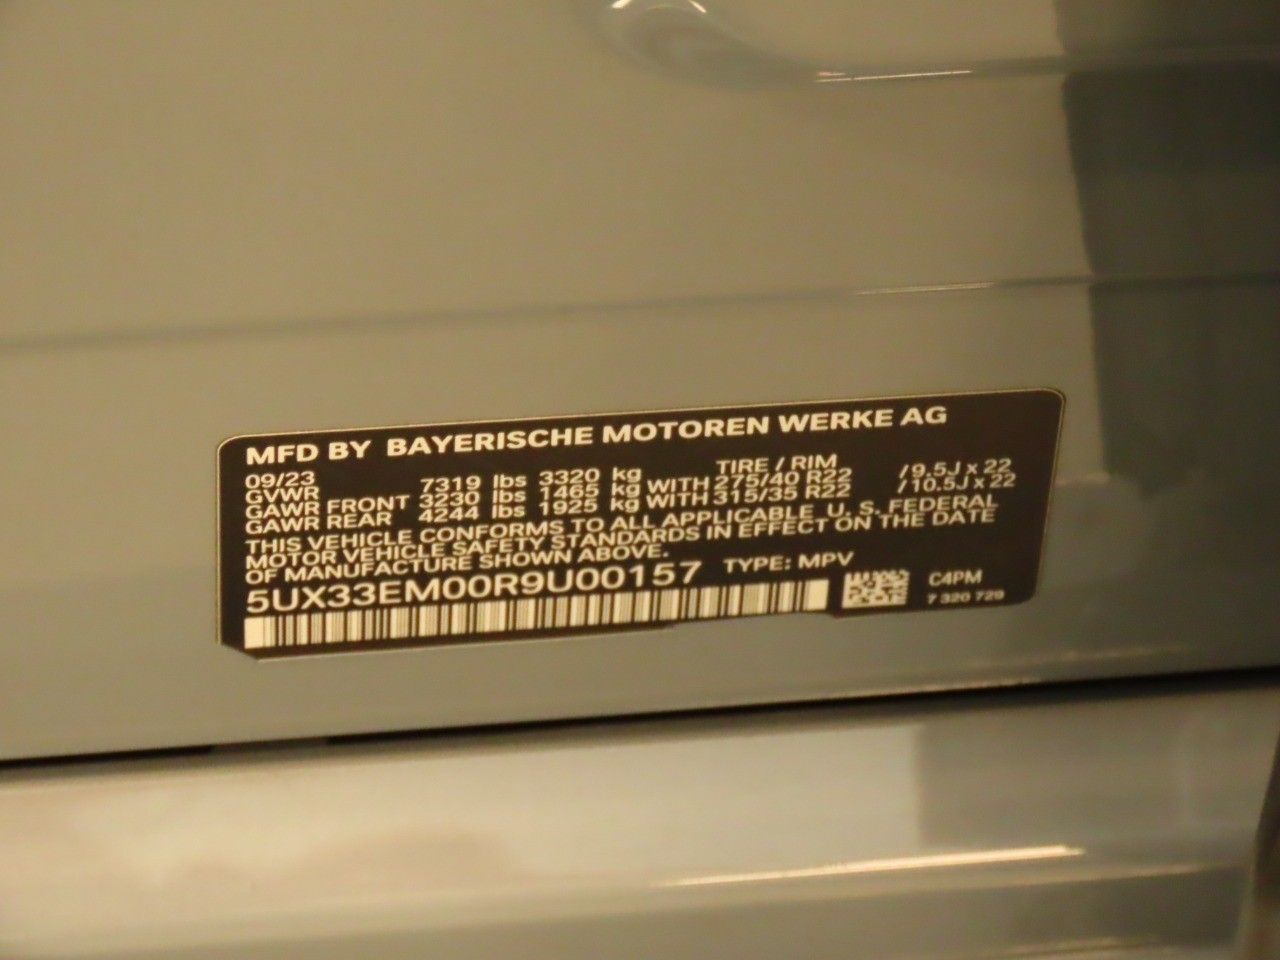 MFD BY BAYERISCHE MOTOREN WERKE AG
09/23 TIRE / RIM
GVWR 7319 lbs 3320 kg
GAWR FRONT 3230 lbs 1465 kg WITH 275/40 R22 /9.5J x 22
GAWR REAR 4244 lbs 1925 kg WITH 315/35 R22 /10.5J x 22
THIS VEHICLE CONFORMS TO ALL APPLICABLE U. S. FEDERAL
MOTOR VEHICLE SAFETY STANDARDS IN EFFECT ON THE DATE
OF MANUFACTURE SHOWN ABOVE.
5UX33EM00R9U00157 TYPE: MPV
C4PM
7 320 729